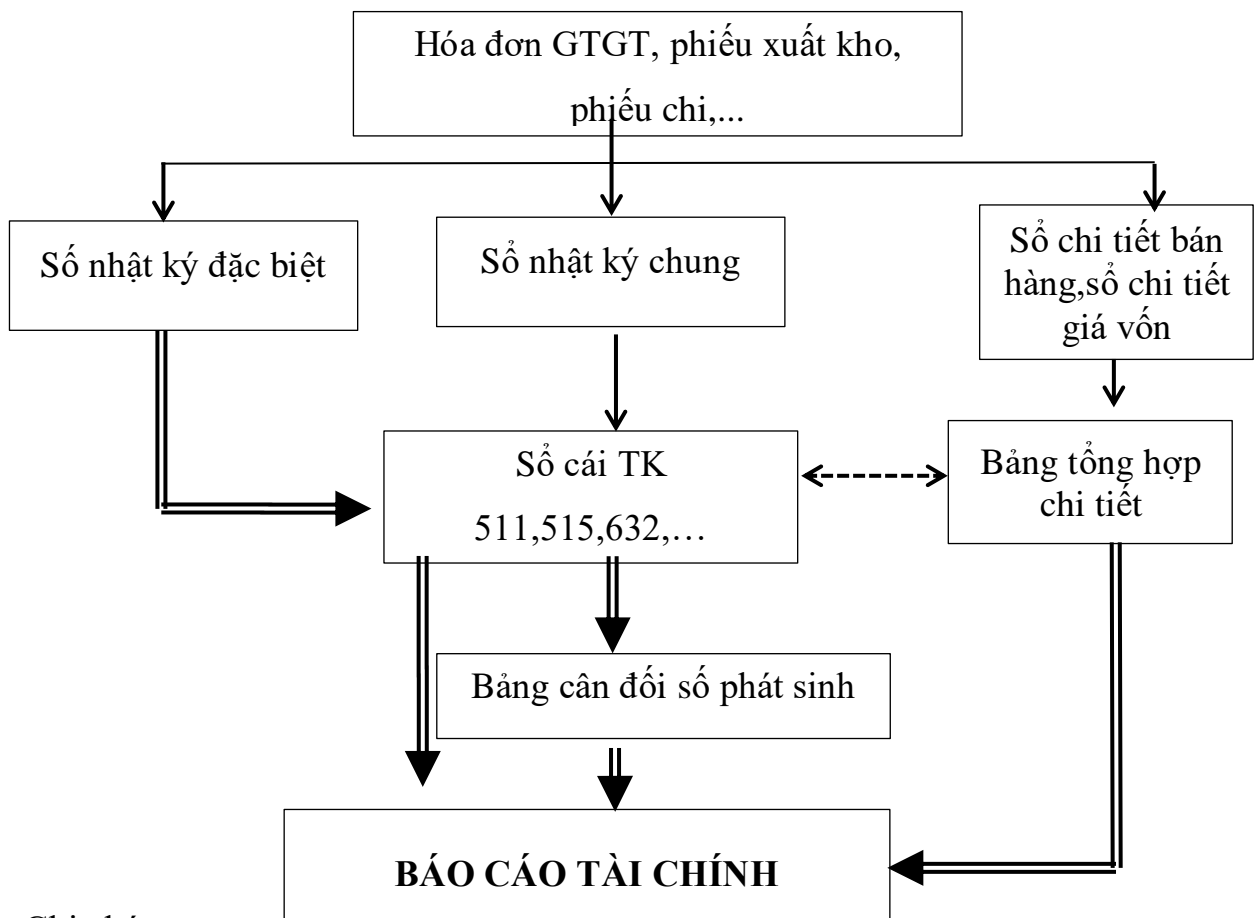 Hóa đơn GTGT, phiếu xuất kho,
phiếu chi,...
Số nhật ký đặc biệt
Sổ nhật ký chung
Sổ chi tiết bán
hàng,sổ chi tiết
giá vốn
Sổ cái TK
511,515,632,…
Bảng tổng hợp
chi tiết
Bảng cân đối số phát sinh
BÁO CÁO TÀI CHÍNH